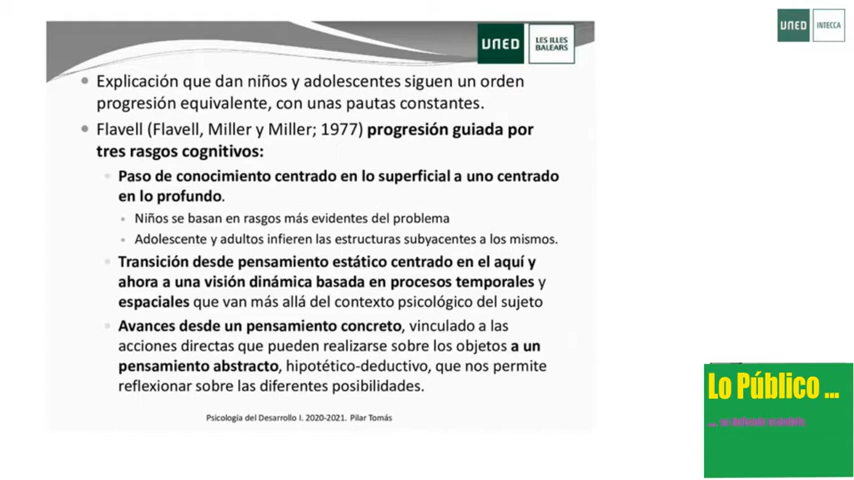 UNED
LES ILLES
BALEARS
UNED
INTECCA
Explicación que dan niños y adolescentes siguen un orden
progresión equivalente, con unas pautas constantes.
Flavell (Flavell, Miller y Miller; 1977) progresión guiada por
tres rasgos cognitivos:
Paso de conocimiento centrado en lo superficial a uno centrado
en lo profundo.
Niños se basan en rasgos más evidentes del problema
Adolescente y adultos infieren las estructuras subyacentes a los mismos.
Transición desde pensamiento estático centrado en el aquí y
ahora a una visión dinámica basada en procesos temporales y
espaciales que van más allá del contexto psicológico del sujeto
Avances desde un pensamiento concreto, vinculado a las
acciones directas que pueden realizarse sobre los objetos a un
pensamiento abstracto, hipotético-deductivo, que nos permite
reflexionar sobre las diferentes posibilidades.
Psicología del Desarrollo I. 2020-2021. Pilar Tomás
Lo Público ...